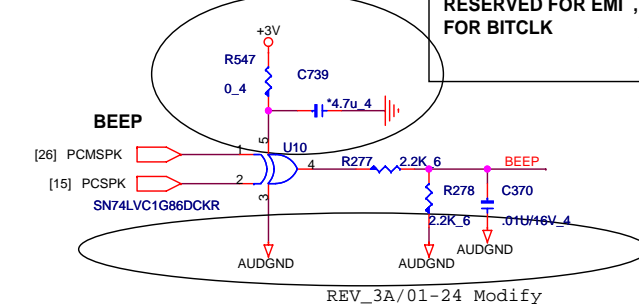 RESERVED FOR EMI ,
FOR BITCLK
+3V
R547
0_4
C739
*4.7u_4
BEEP
5
U10
[26] PCMSPK
1
4
R277
2.2K_6
BEEP
[15] PCSPK
2
3
SN74LVC1G86DCKR
R278
2.2K_6
C370
.01U/16V_4
AUDGND
AUDGND
AUDGND
REV_3A/01-24 Modify